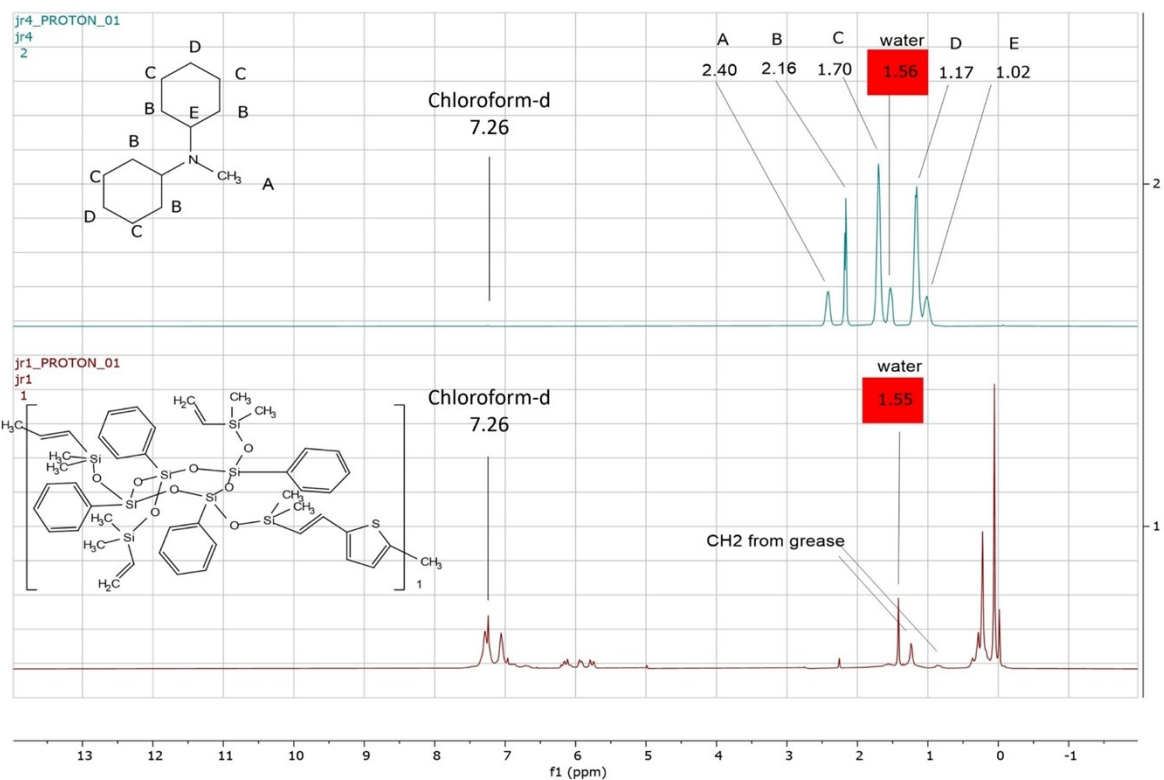 jr4_PROTON_01
jr4
2
D
C C
B E B
B
N
C CH3 A
D B
C
Chloroform-d
7.26
A B C water D E
2.40 2.16 1.70 1.56 1.17 1.02
2
jr1_PROTON_01
jr1
1
H2C CH3
CH3
Si
H3C
O
H3C Si
H3C
O O Si O Si
O O
Si Si CH3
CH3
H3C O O Si S
H3C Si
CH3
H2C
1
Chloroform-d
7.26
water
1.55
CH2 from grease
1
13 12 11 10 9 8 7 6 5 4 3 2 1 0 -1
f1 (ppm)